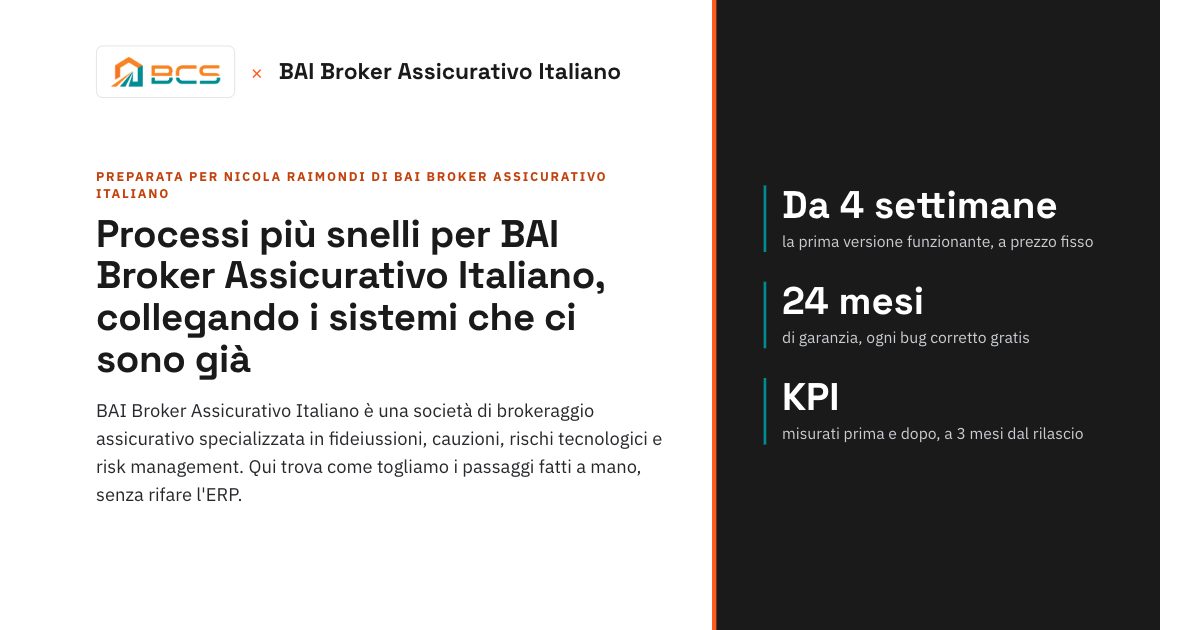 BCS × BAI Broker Assicurativo Italiano
PREPARATA PER NICOLA RAIMONDI DI BAI BROKER ASSICURATIVO
ITALIANO
Processi più snelli per BAI
Broker Assicurativo Italiano,
collegando i sistemi che ci
sono già
BAI Broker Assicurativo Italiano è una società di brokeraggio
assicurativo specializzata in fideiussioni, cauzioni, rischi tecnologici e
risk management. Qui trova come togliamo i passaggi fatti a mano,
senza rifare l'ERP.
Da 4 settimane
la prima versione funzionante, a prezzo fisso
24 mesi
di garanzia, ogni bug corretto gratis
KPI
misurati prima e dopo, a 3 mesi dal rilascio